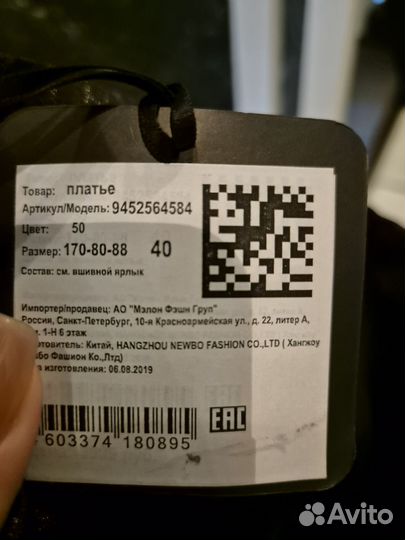 Товар: платье
Артикул/Модель: 9452564584
Цвет: 50
Размер: 170-80-88 40
Состав: см. вшивной ярлык
Импортер/продавец: АО "Мэлон Фэшн Груп"
Россия, Санкт-Петербург, 10-я Красноармейская ул., д. 22, литер А,
1-Н 6 этаж
Китай, HANGZHOU NEWBO FASHION CO.,LTD ( Хангжоу
Фашион Ко.,Лтд)
изготовления: 06.08.2019
603374 180895
EAC
Avito